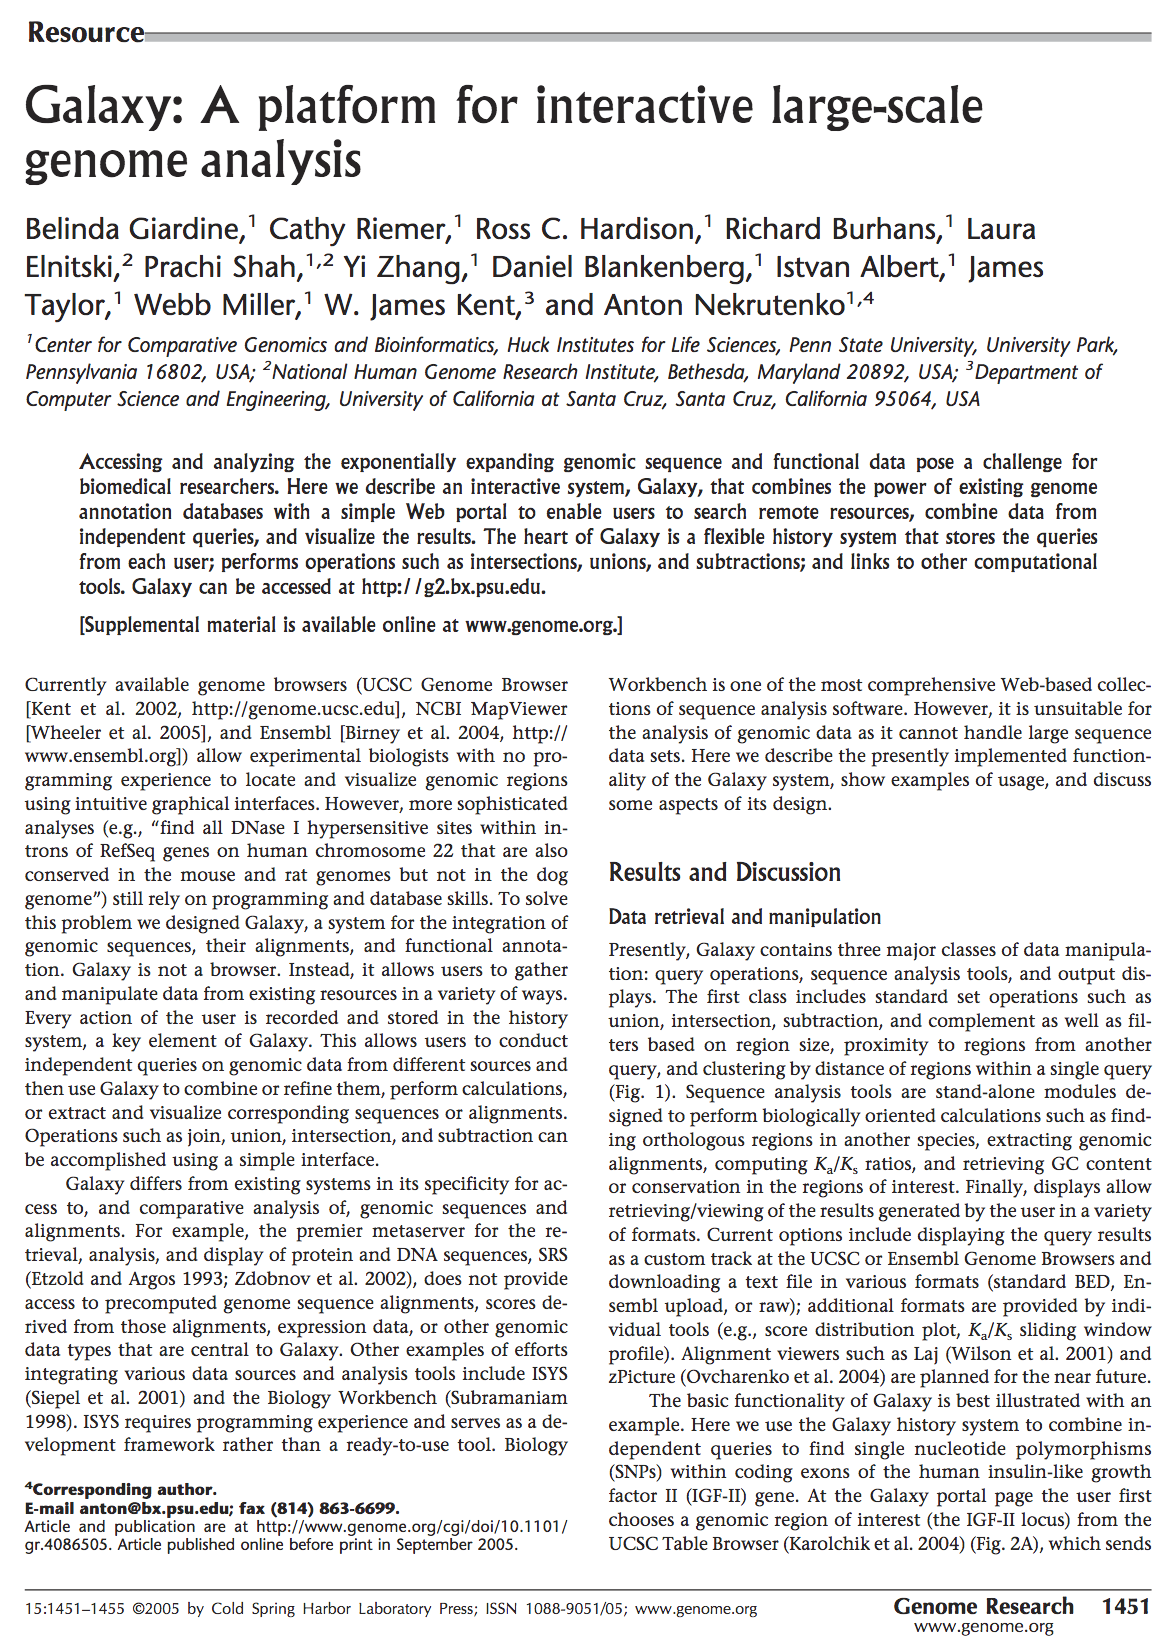 Resource
Galaxy: A platform for interactive large-scale
genome analysis
Belinda Giardine,1 Cathy Riemer,1 Ross C. Hardison,1 Richard Burhans,1 Laura
Elnitski,2 Prachi Shah,1,2 Yi Zhang,1 Daniel Blankenberg,1 Istvan Albert,1 James
Taylor,1 Webb Miller,1 W. James Kent,3 and Anton Nekrutenko1,4
1Center for Comparative Genomics and Bioinformatics, Huck Institutes for Life Sciences, Penn State University, University Park,
Pennsylvania 16802, USA; 2National Human Genome Research Institute, Bethesda, Maryland 20892, USA; 3Department of
Computer Science and Engineering, University of California at Santa Cruz, Santa Cruz, California 95064, USA
Accessing and analyzing the exponentially expanding genomic sequence and functional data pose a challenge for
biomedical researchers. Here we describe an interactive system, Galaxy, that combines the power of existing genome
annotation databases with a simple Web portal to enable users to search remote resources, combine data from
independent queries, and visualize the results. The heart of Galaxy is a flexible history system that stores the queries
from each user; performs operations such as intersections, unions, and subtractions; and links to other computational
tools. Galaxy can be accessed at http://g2.bx.psu.edu.
[Supplemental material is available online at www.genome.org.]
Currently available genome browsers (UCSC Genome Browser
[Kent et al. 2002, http://genome.ucsc.edu], NCBI MapViewer
[Wheeler et al. 2005], and Ensembl [Birney et al. 2004, http://
www.ensembl.org]) allow experimental biologists with no pro-
gramming experience to locate and visualize genomic regions
using intuitive graphical interfaces. However, more sophisticated
analyses (e.g., “find all DNase I hypersensitive sites within in-
trons of RefSeq genes on human chromosome 22 that are also
conserved in the mouse and rat genomes but not in the dog
genome”) still rely on programming and database skills. To solve
this problem we designed Galaxy, a system for the integration of
genomic sequences, their alignments, and functional annota-
tion. Galaxy is not a browser. Instead, it allows users to gather
and manipulate data from existing resources in a variety of ways.
Every action of the user is recorded and stored in the history
system, a key element of Galaxy. This allows users to conduct
independent queries on genomic data from different sources and
then use Galaxy to combine or refine them, perform calculations,
or extract and visualize corresponding sequences or alignments.
Operations such as join, union, intersection, and subtraction can
be accomplished using a simple interface.
Galaxy differs from existing systems in its specificity for ac-
cess to, and comparative analysis of, genomic sequences and
alignments. For example, the premier metaserver for the re-
trieval, analysis, and display of protein and DNA sequences, SRS
(Etzold and Argos 1993; Zdobnov et al. 2002), does not provide
access to precomputed genome sequence alignments, scores de-
rived from those alignments, expression data, or other genomic
data types that are central to Galaxy. Other examples of efforts
integrating various data sources and analysis tools include ISYS
(Siepel et al. 2001) and the Biology Workbench (Subramaniam
1998). ISYS requires programming experience and serves as a de-
velopment framework rather than a ready-to-use tool. Biology
4Corresponding author.
E-mail anton@bx.psu.edu; fax (814) 863-6699.
Article and publication are at http://www.genome.org/cgi/doi/10.1101/
gr.4086505. Article published online before print in September 2005.
Workbench is one of the most comprehensive Web-based collec-
tions of sequence analysis software. However, it is unsuitable for
the analysis of genomic data as it cannot handle large sequence
data sets. Here we describe the presently implemented function-
ality of the Galaxy system, show examples of usage, and discuss
some aspects of its design.
Results and Discussion
Data retrieval and manipulation
Presently, Galaxy contains three major classes of data manipula-
tion: query operations, sequence analysis tools, and output dis-
plays. The first class includes standard set operations such as
union, intersection, subtraction, and complement as well as fil-
ters based on region size, proximity to regions from another
query, and clustering by distance of regions within a single query
(Fig. 1). Sequence analysis tools are stand-alone modules de-
signed to perform biologically oriented calculations such as find-
ing orthologous regions in another species, extracting genomic
alignments, computing Ka/Ks ratios, and retrieving GC content
or conservation in the regions of interest. Finally, displays allow
retrieving/viewing of the results generated by the user in a variety
of formats. Current options include displaying the query results
as a custom track at the UCSC or Ensembl Genome Browsers and
downloading a text file in various formats (standard BED, En-
sembl upload, or raw); additional formats are provided by indi-
vidual tools (e.g., score distribution plot, Ka/Ks sliding window
profile). Alignment viewers such as Laj (Wilson et al. 2001) and
zPicture (Ovcharenko et al. 2004) are planned for the near future.
The basic functionality of Galaxy is best illustrated with an
example. Here we use the Galaxy history system to combine in-
dependent queries to find single nucleotide polymorphisms
(SNPs) within coding exons of the human insulin-like growth
factor II (IGF-II) gene. At the Galaxy portal page the user first
chooses a genomic region of interest (the IGF-II locus) from the
UCSC Table Browser (Karolchik et al. 2004) (Fig. 2A), which sends
15:1451–1455 ©2005 by Cold Spring Harbor Laboratory Press; ISSN 1088-9051/05; www.genome.org
Genome Research 1451
www.genome.org